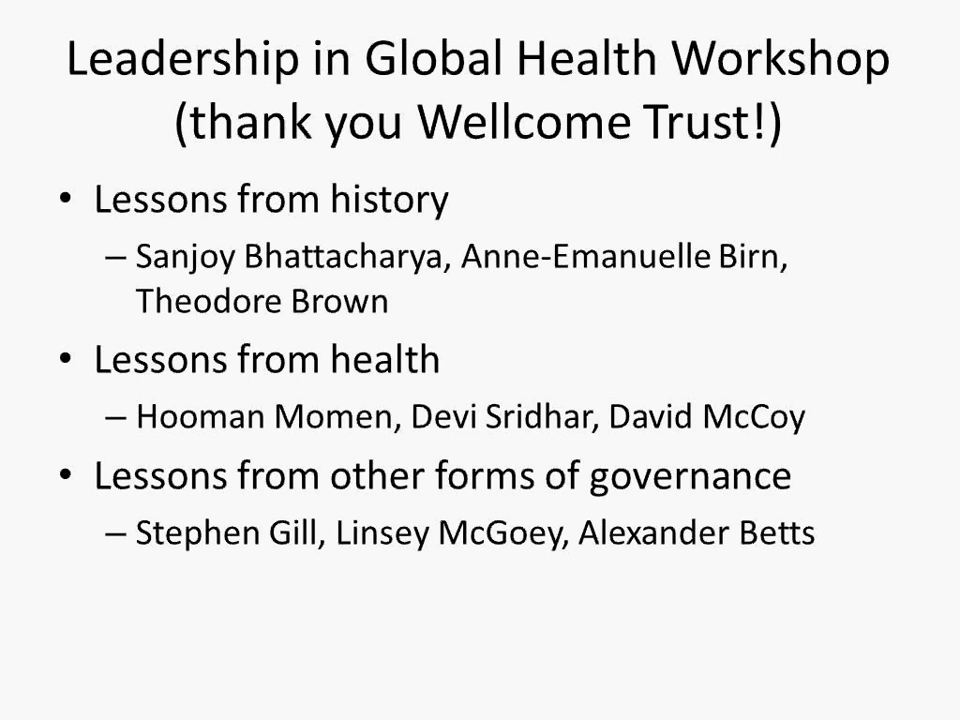 Leadership in Global Health Workshop
(thank you Wellcome Trust!)
• Lessons from history
– Sanjoy Bhattacharya, Anne-Emanuelle Birn,
Theodore Brown
• Lessons from health
– Hooman Momen, Devi Sridhar, David McCoy
• Lessons from other forms of governance
– Stephen Gill, Linsey McGoey, Alexander Betts